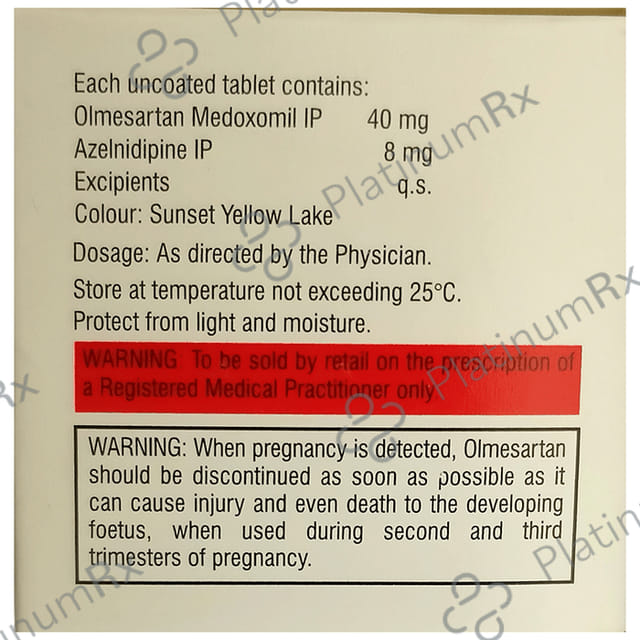 Each uncoated tablet contains:
Olmesartan Medoxomil IP 40 mg
Azelnidipine IP 8 mg
Excipients q.s.
Colour: Sunset Yellow Lake
Dosage: As directed by the Physician.
Store at temperature not exceeding 25°C.
Protect from light and moisture.
WARNING To be sold by retail on the prescription of
a Registered Medical Practitioner only
WARNING: When pregnancy is detected, Olmesartan
should be discontinued as soon as possible as it
can cause injury and even death to the developing
foetus, when used during second and third
trimesters of pregnancy.
PlatinumRx
PlatinumRx